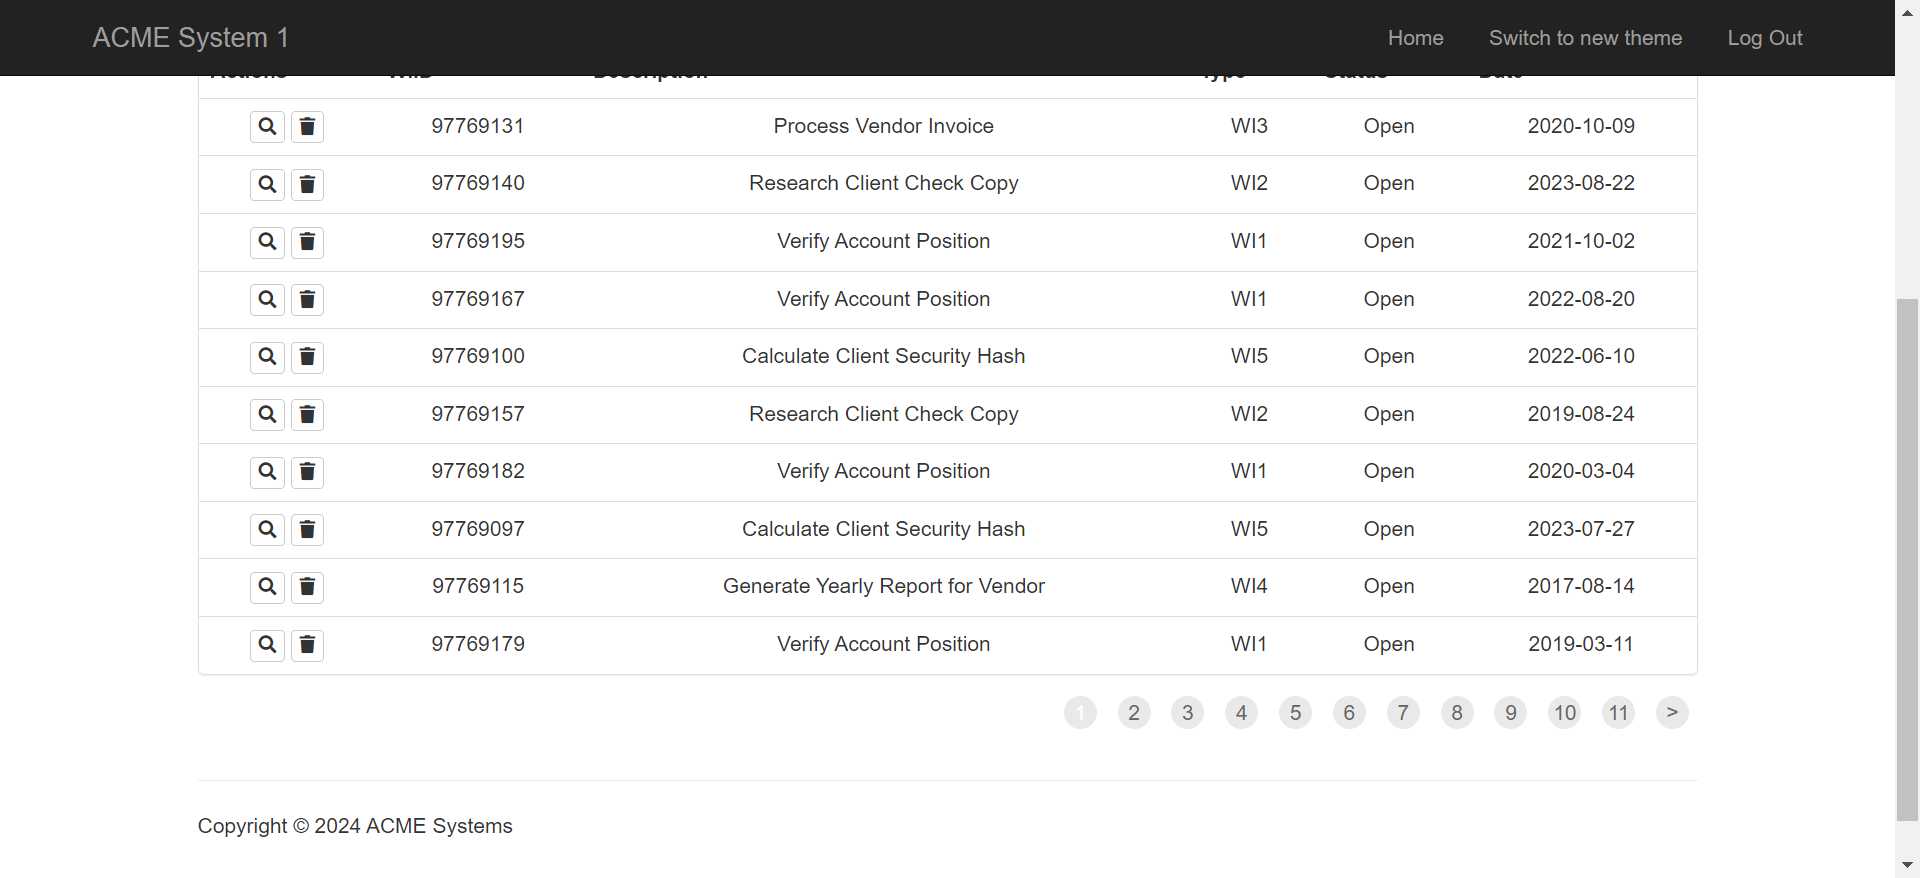 ACME System 1 Home Switch to new theme Log Out
Actions WIID Description Type Status Date
97769131 Process Vendor Invoice WI3 Open 2020-10-09
97769140 Research Client Check Copy WI2 Open 2023-08-22
97769195 Verify Account Position WI1 Open 2021-10-02
97769167 Verify Account Position WI1 Open 2022-08-20
97769100 Calculate Client Security Hash WI5 Open 2022-06-10
97769157 Research Client Check Copy WI2 Open 2019-08-24
97769182 Verify Account Position WI1 Open 2020-03-04
97769097 Calculate Client Security Hash WI5 Open 2023-07-27
97769115 Generate Yearly Report for Vendor WI4 Open 2017-08-14
97769179 Verify Account Position WI1 Open 2019-03-11
1 2 3 4 5 6 7 8 9 10 11 >
Copyright © 2024 ACME Systems